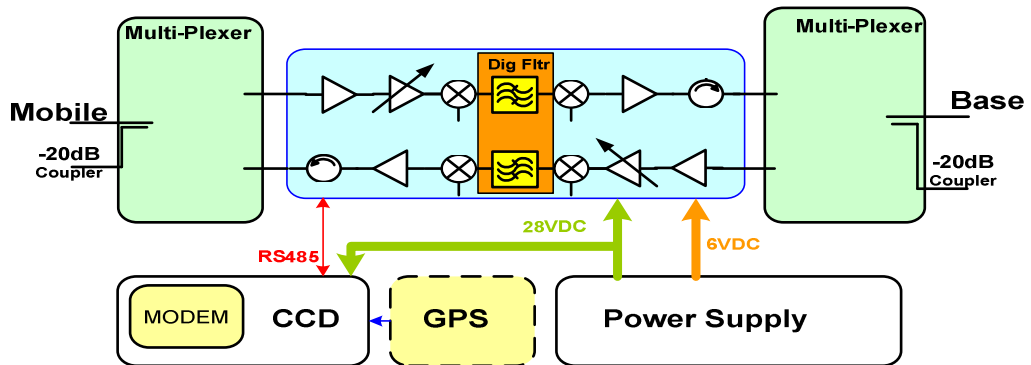 Multi-Plexer
Multi-Plexer
Dig Fltr
Mobile
Base
-20dB
Coupler
-20dB
Coupler
28VDC
6VDC
RS485
MODEM
CCD
GPS
Power Supply